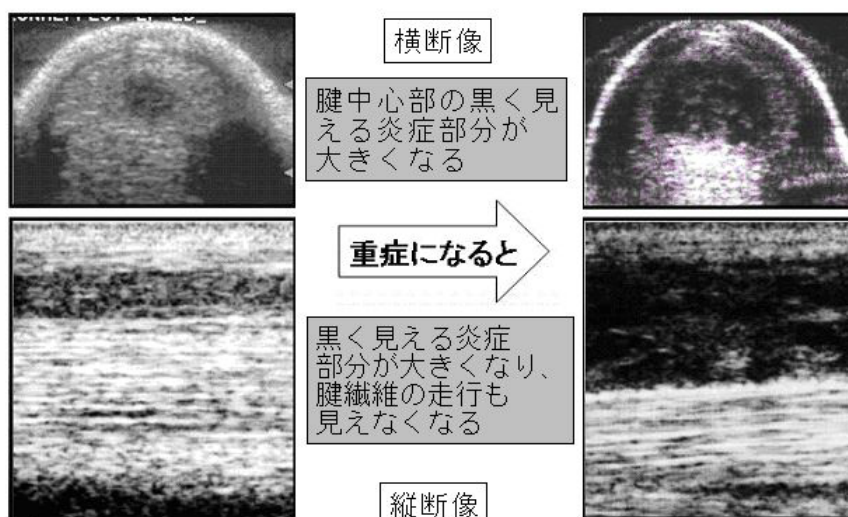 横断像
腱中心部の黒く見
える炎症部分が
大きくなる
重症になると
黒く見える炎症
部分が大きくなり、
腱繊維の走行も
見えなくなる
縦断像